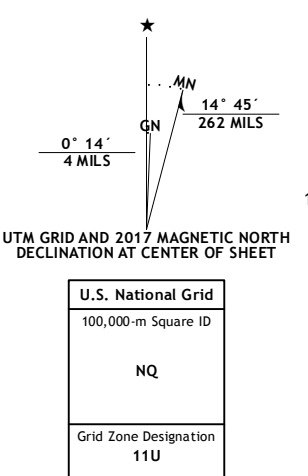 ★
MN
GN
14° 45´
262 MILS
0° 14´
4 MILS
UTM GRID AND 2017 MAGNETIC NORTH
DECLINATION AT CENTER OF SHEET
U.S. National Grid
100,000-m Square ID
NQ
Grid Zone Designation
11U